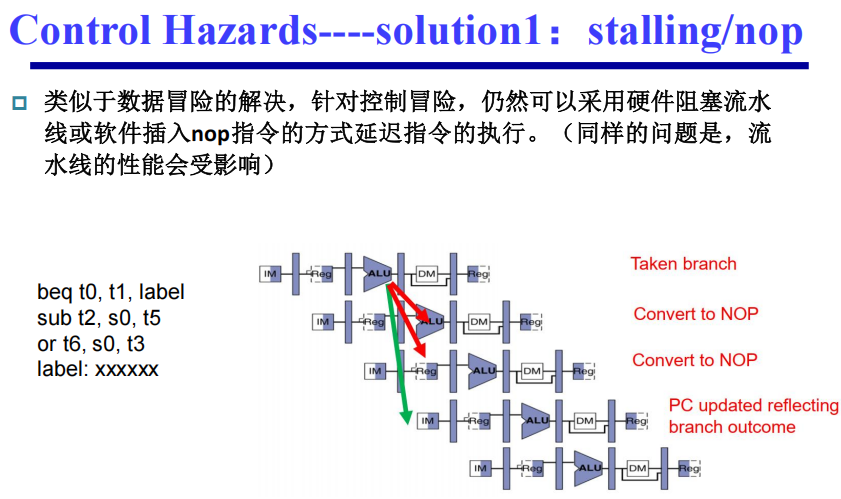 Control Hazards----solution1：stalling/nop
类似于数据冒险的解决，针对控制冒险，仍然可以采用硬件阻塞流水
线或软件插入nop指令的方式延迟指令的执行。（同样的问题是，流
水线的性能会受影响）
beq t0, t1, label
sub t2, s0, t5
or t6, s0, t3
label: xxxxxx
IM Reg ALU DM Reg
Taken branch
IM Reg ALU DM Reg
Convert to NOP
IM Reg ALU DM Reg
Convert to NOP
IM Reg ALU DM Reg
PC updated reflecting
branch outcome
IM Reg ALU DM Reg